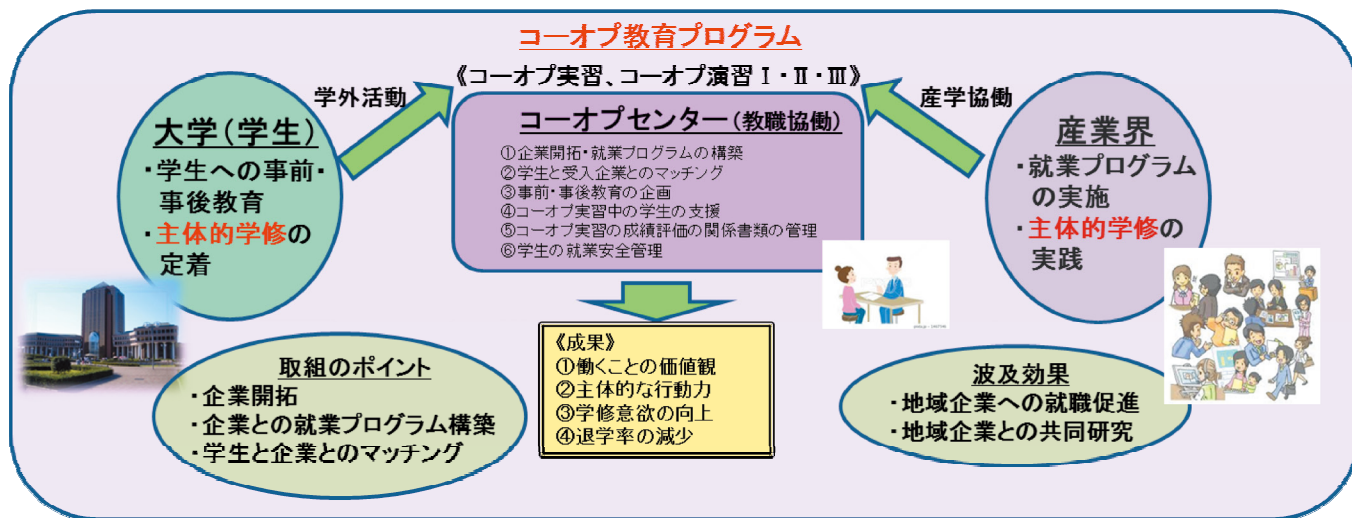 コーオプ教育プログラム
《コーオプ実習、コーオプ演習Ⅰ・Ⅱ・Ⅲ》
学外活動
産学協働
大学(学生)
・学生への事前・
事後教育
・主体的学修の
定着
コーオプセンター(教職協働)
①企業開拓・就業プログラムの構築
②学生と受入企業とのマッチング
③事前・事後教育の企画
④コーオプ実習中の学生の支援
⑤コーオプ実習の成績評価の関係書類の管理
⑥学生の就業安全管理
産業界
・就業プログラム
の実施
・主体的学修の
実践
取組のポイント
・企業開拓
・企業との就業プログラム構築
・学生と企業とのマッチング
《成果》
①働くことの価値観
②主体的な行動力
③学修意欲の向上
④退学率の減少
波及効果
・地域企業への就職促進
・地域企業との共同研究